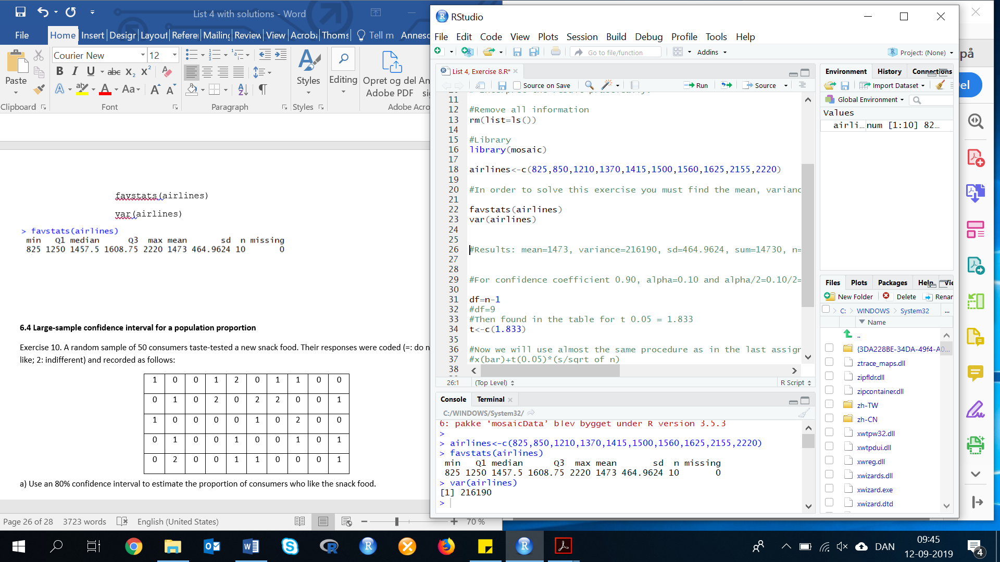 List 4 with solutions - Word
File Home Insert Design Layout Refere Mailin Review View Acroba Thoms Tell m Annesc
Courier New 12
Paste
Styles
Editing
Opret og del An
Adobe PDF si
Clipboard Font Paragraph Styles Adobe Acro
favstats(airlines)
var(airlines)
> favstats(airlines)
min Q1 median Q3 max mean sd n missing
825 1250 1457.5 1608.75 2220 1473 464.9624 10 0
6.4 Large-sample confidence interval for a population proportion
Exercise 10. A random sample of 50 consumers taste-tested a new snack food. Their responses were coded (=: do n
like; 2: indifferent) and recorded as follows:
1 0 0 1 2 0 1 1 0 0
0 1 0 2 0 2 2 0 0 1
1 0 0 0 0 1 0 2 0 0
0 1 0 0 1 0 0 1 0 1
0 2 0 0 1 1 0 0 0 1
a) Use an 80% confidence interval to estimate the proportion of consumers who like the snack food.
Page 26 of 28 3723 words English (United States) 70 %
RStudio
File Edit Code View Plots Session Build Debug Profile Tools Help
Go to file/function Addins Project: (None)
List 4, Exercise 8.R*
Source on Save Run Source
11
12 #Remove all information
13 rm(list=ls())
14
15 #Library
16 library(mosaic)
17
18 airlines<-c(825,850,1210,1370,1415,1500,1560,1625,2155,2220)
19
20 #In order to solve this exercise you must find the mean, varianc
21
22 favstats(airlines)
23 var(airlines)
24
25
26 #Results: mean=1473, variance=216190, sd=464.9624, sum=14730, n=
27
28
29 #For confidence coefficient 0.90, alpha=0.10 and alpha/2=0.10/2=
30
31 df=n-1
32 #df=9
33 #Then found in the table for t 0.05 = 1.833
34 t<-c(1.833)
35
36 #Now we will use almost the same procedure as in the last assign
37 #x(bar)+t(0.05)*(s/sqrt of n)
38
26:1 (Top Level) R Script
Console Terminal
C:/WINDOWS/System32/
6: pakke ‘mosaicData’ blev bygget under R version 3.5.3
>
> airlines<-c(825,850,1210,1370,1415,1500,1560,1625,2155,2220)
> favstats(airlines)
min Q1 median Q3 max mean sd n missing
825 1250 1457.5 1608.75 2220 1473 464.9624 10 0
> var(airlines)
[1] 216190
>
Environment History Connections
Import Dataset
Global Environment
Values
airli… num [1:10] 82…
Files Plots Packages Help Vie
New Folder Delete Renar
C: WINDOWS System32 ...
Name
..
{3DA228BE-34DA-49f4-A0...
ztrace_maps.dll
zipfldr.dll
zipcontainer.dll
zh-TW
zh-CN
xwtpw32.dll
xwtpdui.dll
xwreg.dll
xwizards.dll
xwizard.exe
xwizard.dtd
på
el
DAN
09:45
12-09-2019
4